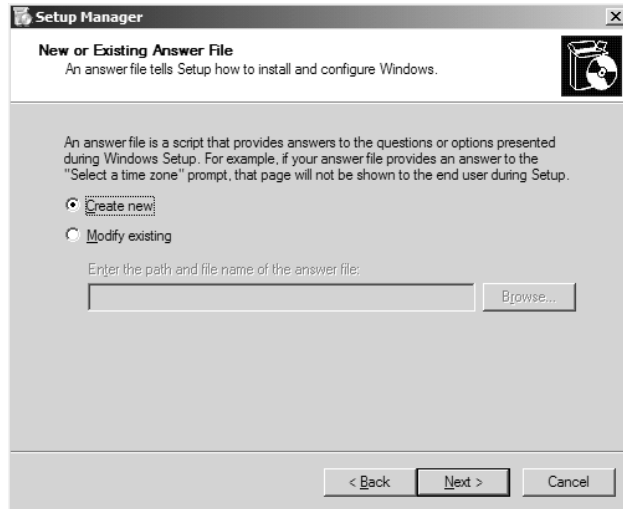 Setup Manager
New or Existing Answer File
An answer file tells Setup how to install and configure Windows.
An answer file is a script that provides answers to the questions or options presented
during Windows Setup. For example, if your answer file provides an answer to the
"Select a time zone" prompt, that page will not be shown to the end user during Setup.
Create new
Modify existing
Enter the path and file name of the answer file:
Browse...
< Back Next > Cancel